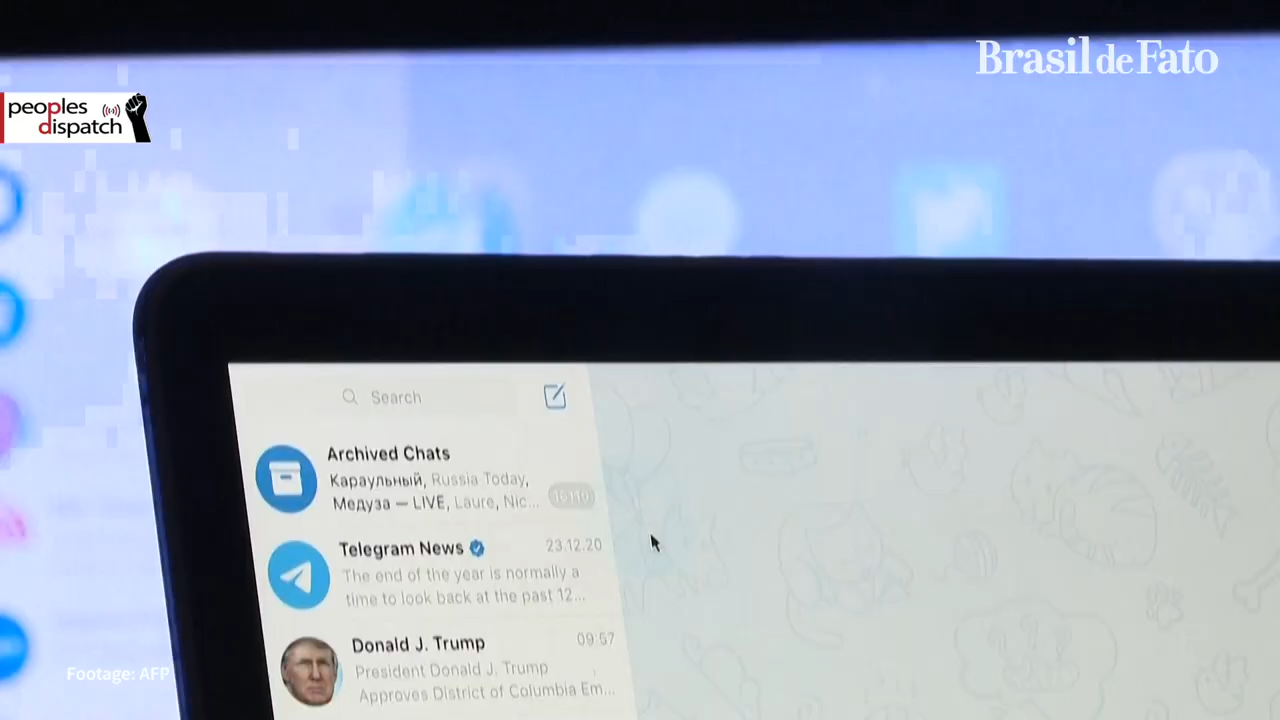 Brasil de Fato
peoples
dispatch
Search
Archived Chats
Караульный, Russia Today,
Медуза — LIVE, Laure, Nic...
Telegram News
23.12.20
The end of the year is normally a
time to look back at the past 12...
Donald J. Trump
09:57
President Donald J. Trump
Approves District of Columbia Em...
Footage: AFP